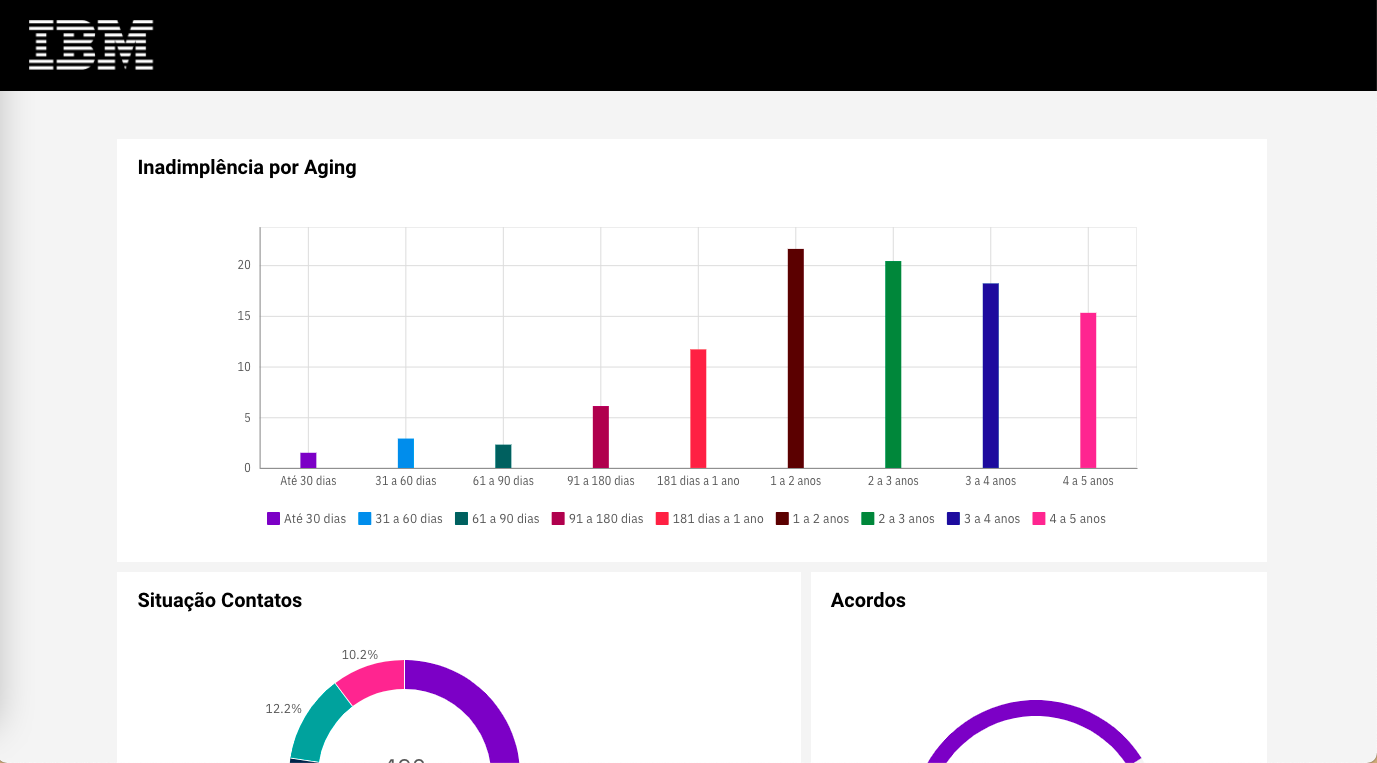 IBM
Inadimplência por Aging
20
15
10
5
0
Até 30 dias 31 a 60 dias 61 a 90 dias 91 a 180 dias 181 dias a 1 ano 1 a 2 anos 2 a 3 anos 3 a 4 anos 4 a 5 anos
Até 30 dias 31 a 60 dias 61 a 90 dias 91 a 180 dias 181 dias a 1 ano 1 a 2 anos 2 a 3 anos 3 a 4 anos 4 a 5 anos
Situação Contatos
10.2%
12.2%
Acordos